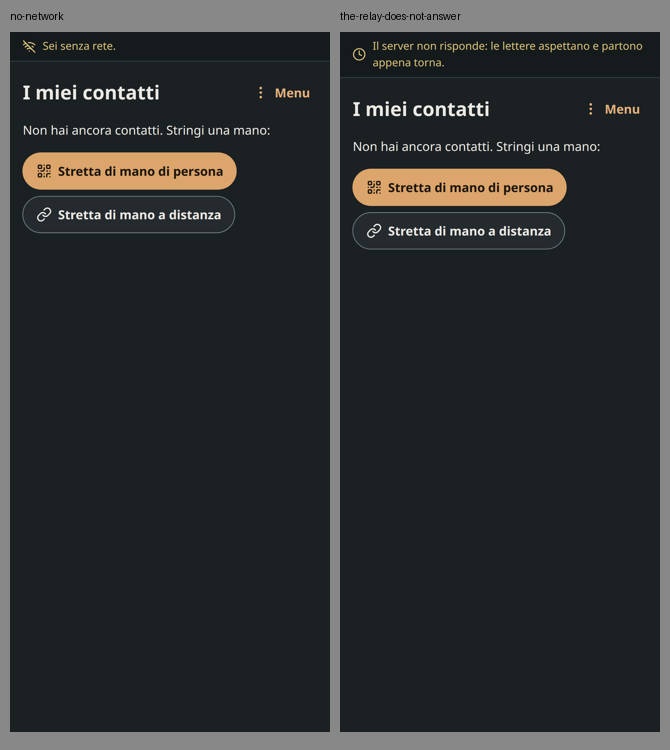 no-network
Sei senza rete.
I miei contatti
Menu
Non hai ancora contatti. Stringi una mano:
Stretta di mano di persona
Stretta di mano a distanza
the-relay-does-not-answer
Il server non risponde: le lettere aspettano e partono
appena torna.
I miei contatti
Menu
Non hai ancora contatti. Stringi una mano:
Stretta di mano di persona
Stretta di mano a distanza